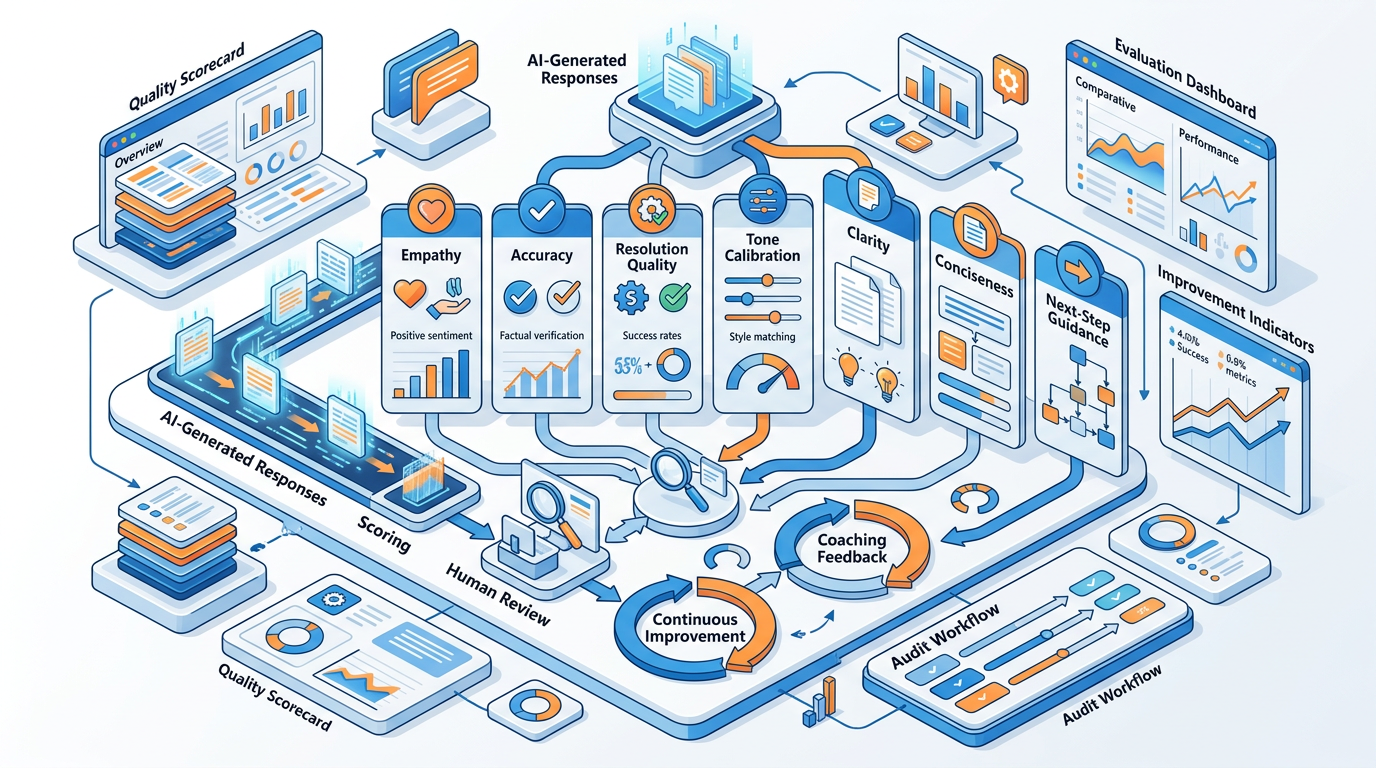 Quality Scorecard
Overview
AI-Generated
Responses
Evaluation Dashboard
Comparative
Performance
Empathy
Positive sentiment
Accuracy
Factual verification
Resolution
Quality
Success rates
Tone
Calibration
Style matching
Clarity
Conciseness
Next-Step
Guidance
Improvement Indicators
Success
metrics
AI-Generated Responses
Scoring
Human Review
Continuous
Improvement
Coaching
Feedback
Quality Scorecard
Audit Workflow
Audit Workflow